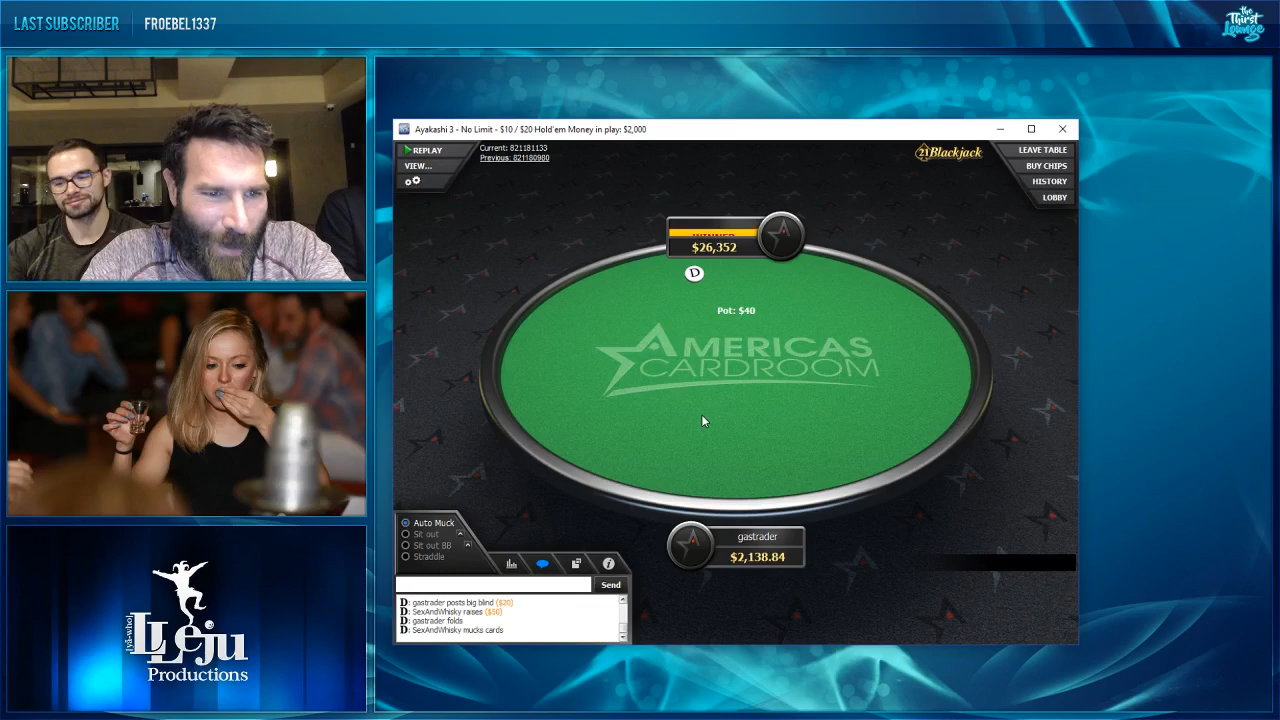 LAST SUBSCRIBER
FROEBEL1337
the
Thirst
Lounge
Ayakashi 3 - No Limit - $10 / $20 Hold'em Money in play: $2,000
REPLAY
VIEW...
Current: 821181133
Previous: 821180980
21Blackjack
LEAVE TABLE
BUY CHIPS
HISTORY
LOBBY
WINNER
$26,352
D
Pot: $40
AMERICAS
CARDROOM
gastrader
$2,138.84
Auto Muck
Sit out
Sit out BB
Straddle
Send
D: gastrader posts big blind ($20)
D: SexAndWhisky raises ($30)
D: gastrader folds
D: SexAndWhisky mucks cards
LLeju
Productions